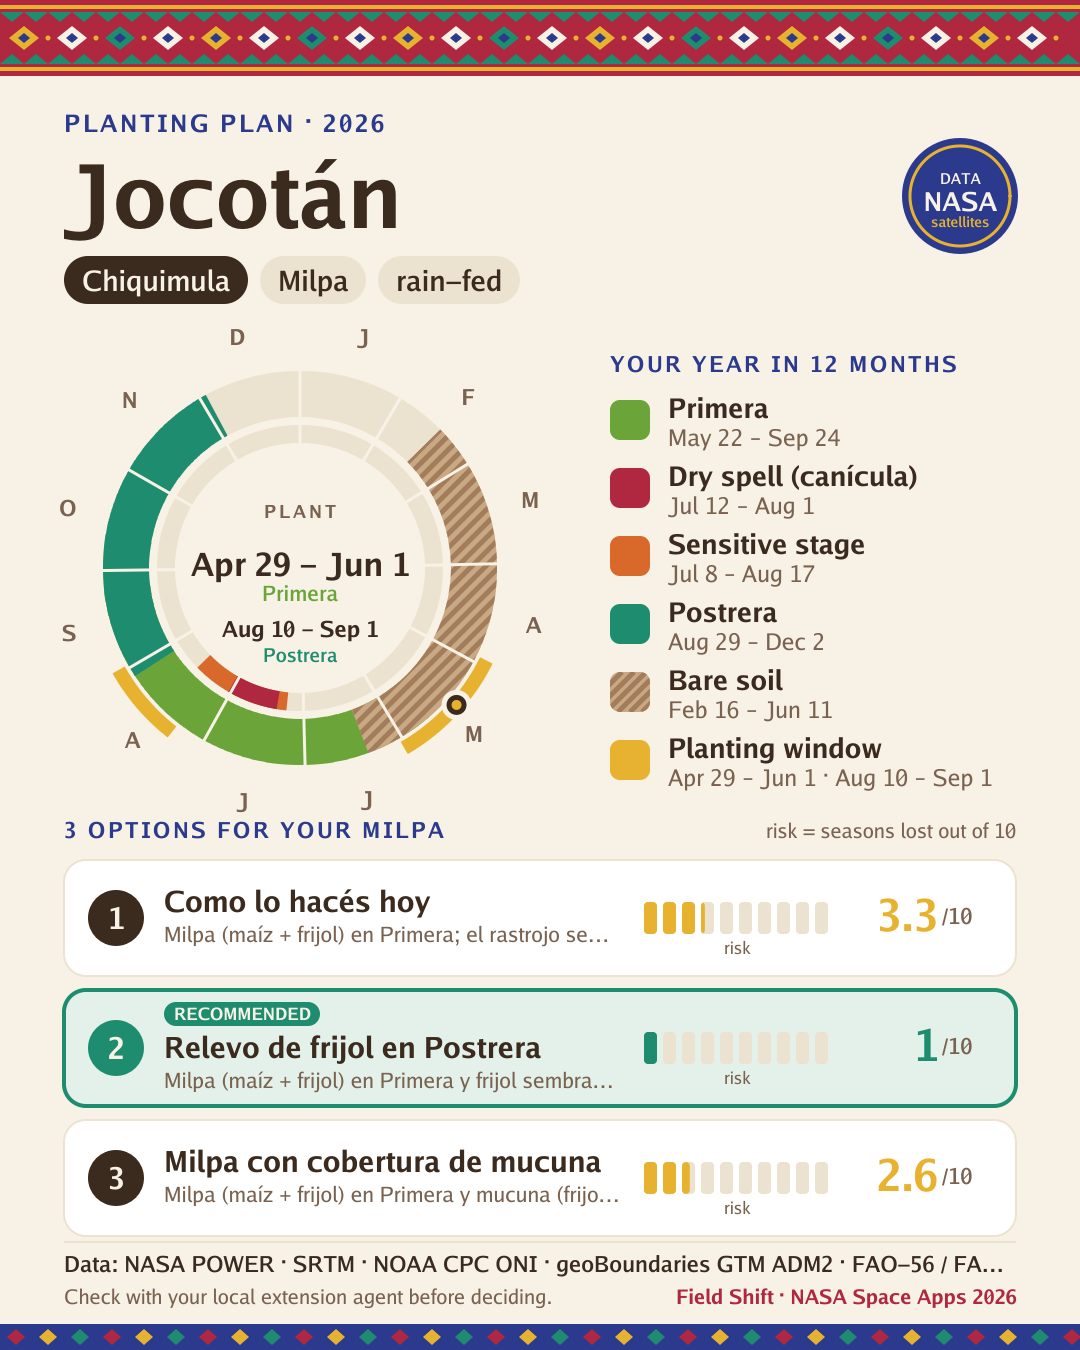 PLANTING PLAN · 2026
Jocotán
DATA
NASA
satellites
Chiquimula
Milpa
rain–fed
D
J
N
F
O
M
S
A
A
M
J
J
PLANT
Apr 29 – Jun 1
Primera
Aug 10 – Sep 1
Postrera
YOUR YEAR IN 12 MONTHS
Primera
May 22 – Sep 24
Dry spell (canícula)
Jul 12 – Aug 1
Sensitive stage
Jul 8 – Aug 17
Postrera
Aug 29 – Dec 2
Bare soil
Feb 16 – Jun 11
Planting window
Apr 29 – Jun 1 · Aug 10 – Sep 1
3 OPTIONS FOR YOUR MILPA
risk = seasons lost out of 10
1
Como lo hacés hoy
Milpa (maíz + frijol) en Primera; el rastrojo se...
risk
3.3 /10
RECOMMENDED
2
Relevo de frijol en Postrera
Milpa (maíz + frijol) en Primera y frijol sembra...
risk
1 /10
3
Milpa con cobertura de mucuna
Milpa (maíz + frijol) en Primera y mucuna (frijo...
risk
2.6 /10
Data: NASA POWER · SRTM · NOAA CPC ONI · geoBoundaries GTM ADM2 · FAO–56 / FA...
Check with your local extension agent before deciding.
Field Shift · NASA Space Apps 2026